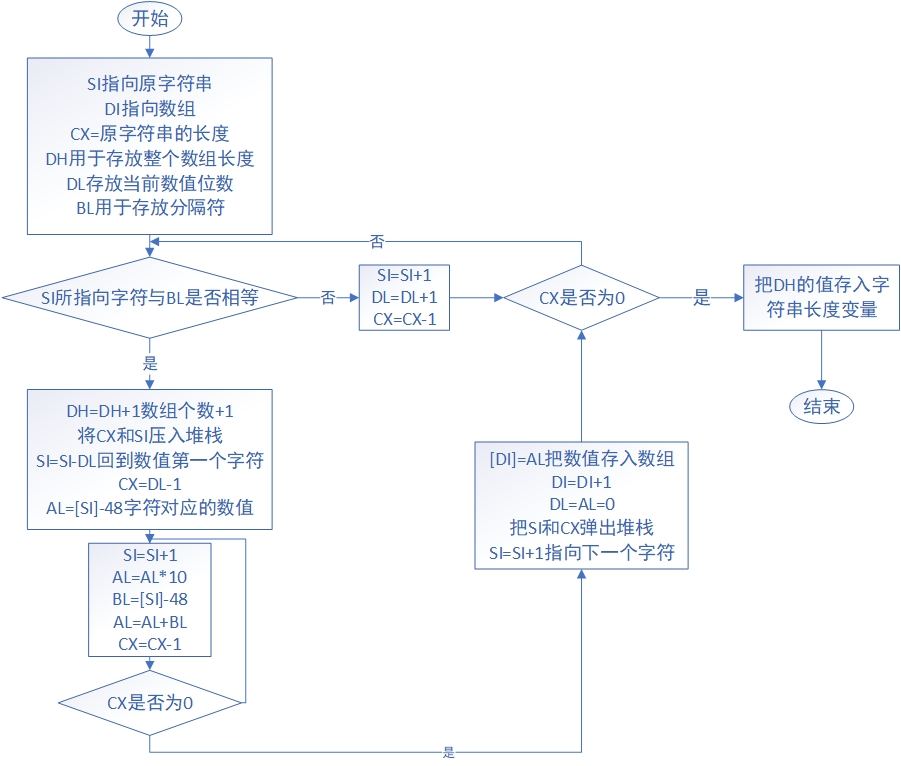 开始
SI指向原字符串
DI指向数组
CX=原字符串的长度
DH用于存放整个数组长度
DL存放当前数值位数
BL用于存放分隔符
否
SI所指向字符与BL是否相等
否
SI=SI+1
DL=DL+1
CX=CX-1
CX是否为0
是
把DH的值存入字
符串长度变量
结束
是
DH=DH+1数组个数+1
将CX和SI压入堆栈
SI=SI-DL回到数值第一个字符
CX=DL-1
AL=[SI]-48字符对应的数值
SI=SI+1
AL=AL*10
BL=[SI]-48
AL=AL+BL
CX=CX-1
CX是否为0
是
[DI]=AL把数值存入数组
DI=DI+1
DL=AL=0
把SI和CX弹出堆栈
SI=SI+1指向下一个字符